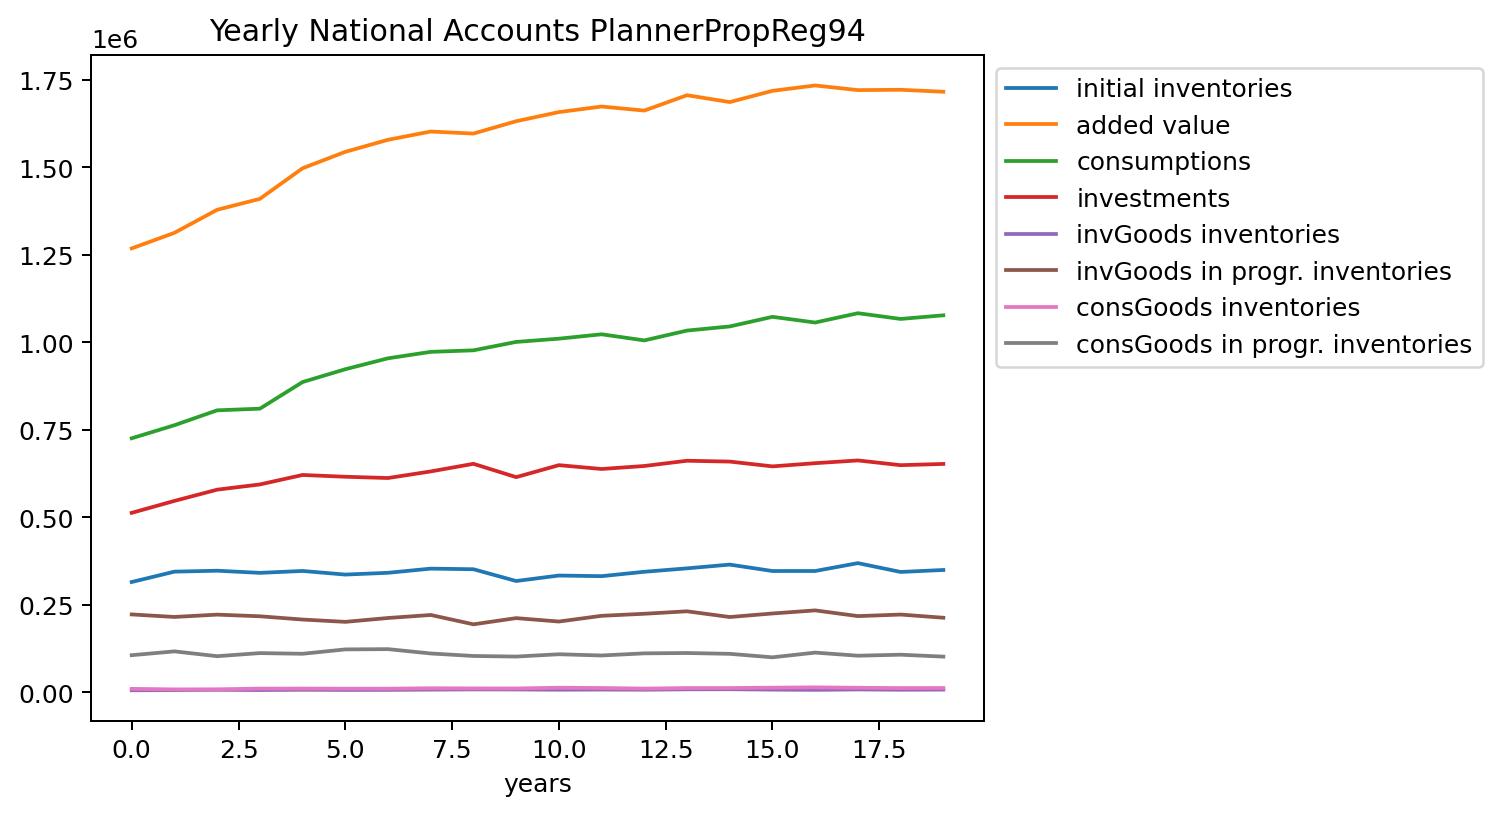 Yearly National Accounts PlannerPropReg94
1e6
1.75
1.50
1.25
1.00
0.75
0.50
0.25
0.00
0.0 2.5 5.0 7.5 10.0 12.5 15.0 17.5
years
initial inventories
added value
consumptions
investments
invGoods inventories
invGoods in progr. inventories
consGoods inventories
consGoods in progr. inventories